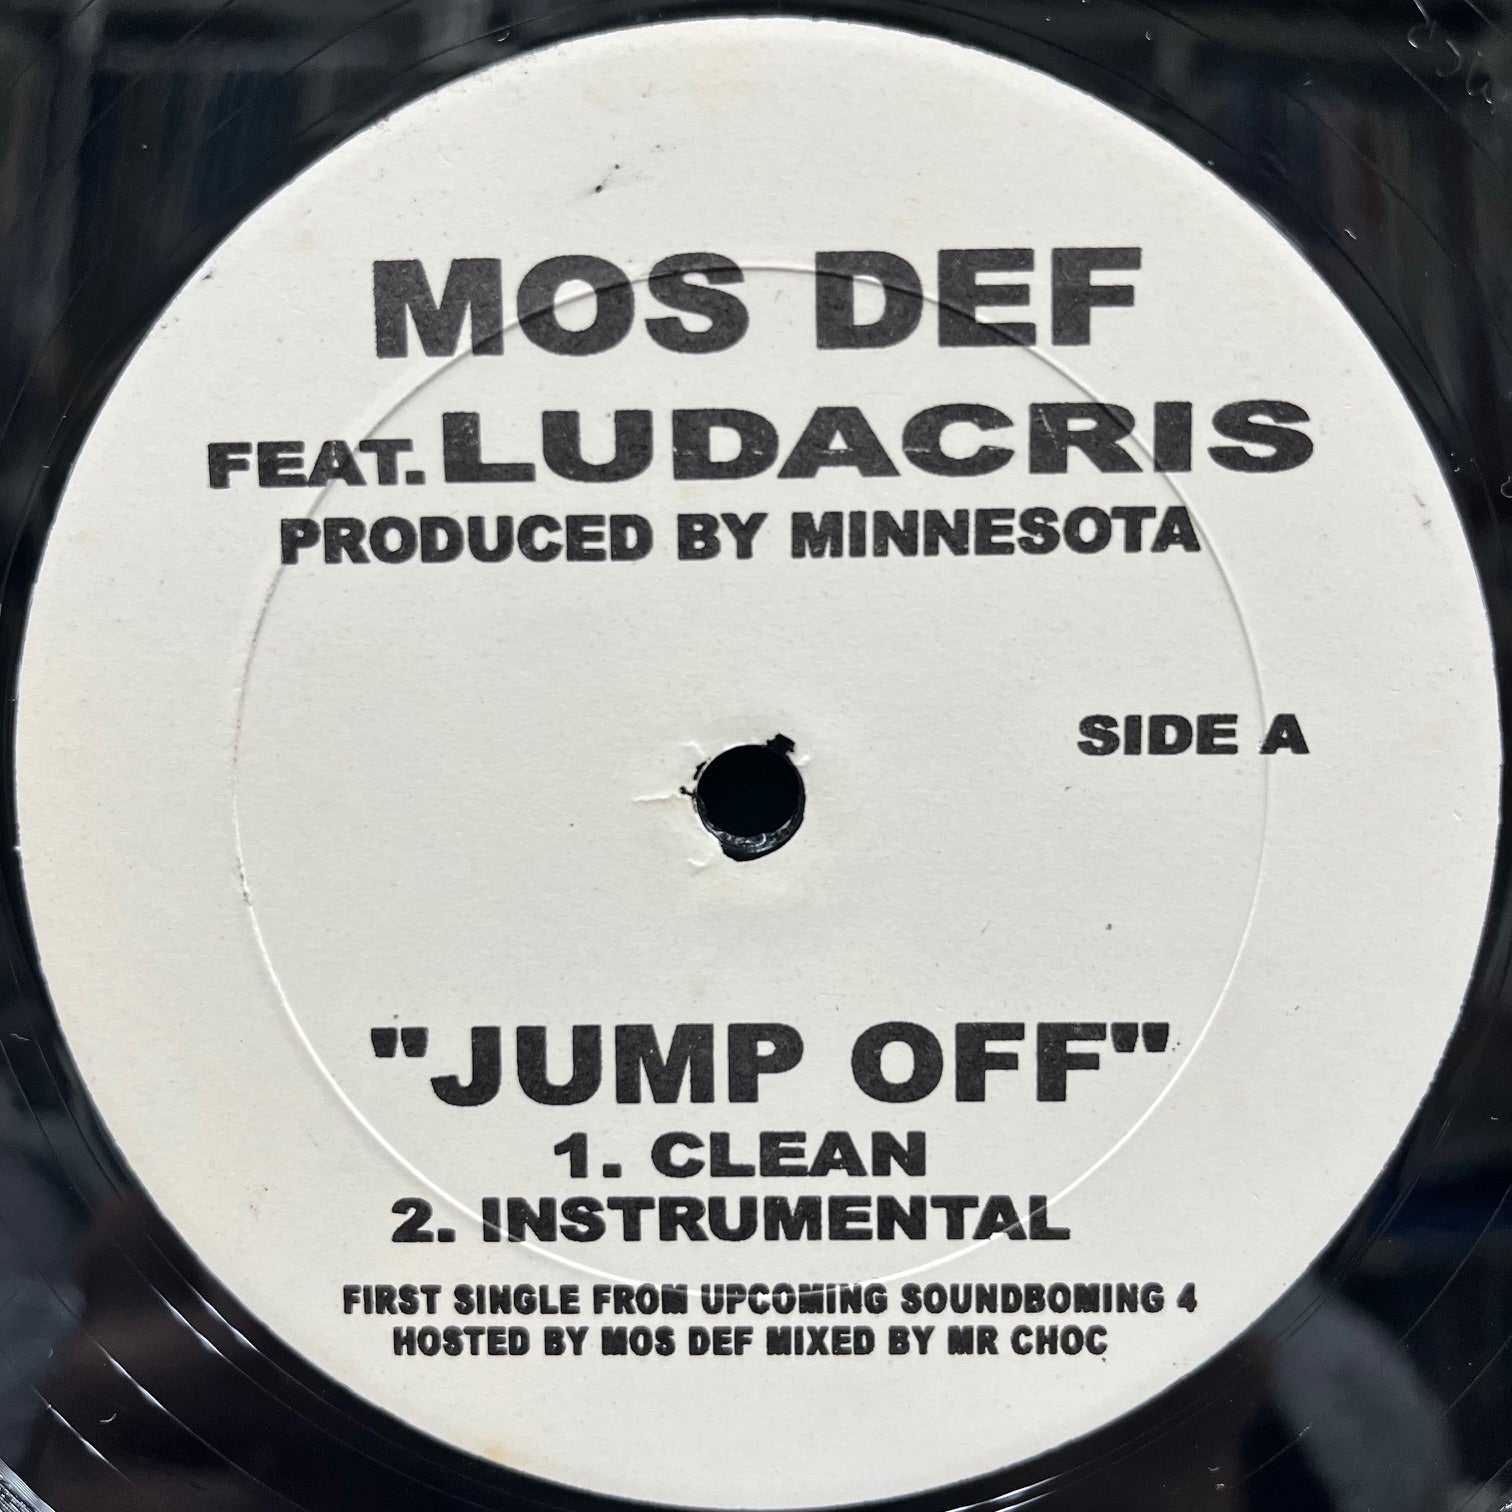 MOS DEF
FEAT. LUDACRIS
PRODUCED BY MINNESOTA
SIDE A
"JUMP OFF"
1. CLEAN
2. INSTRUMENTAL
FIRST SINGLE FROM UPCOMING SOUNDBOMING 4
HOSTED BY MOS DEF MIXED BY MR CHOC